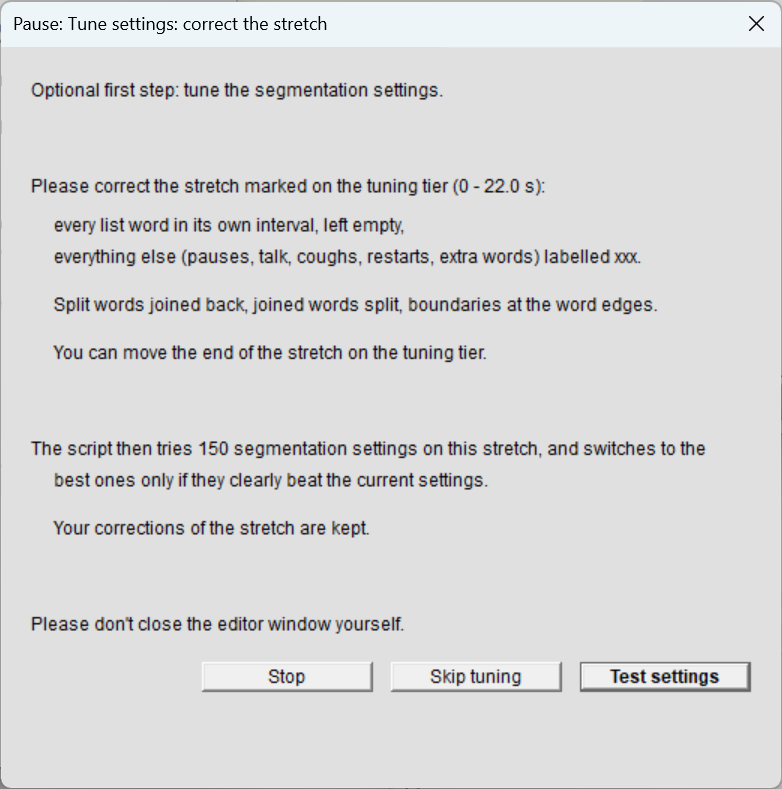 Pause: Tune settings: correct the stretch
Optional first step: tune the segmentation settings.
Please correct the stretch marked on the tuning tier (0 - 22.0 s):
every list word in its own interval, left empty,
everything else (pauses, talk, coughs, restarts, extra words) labelled xxx.
Split words joined back, joined words split, boundaries at the word edges.
You can move the end of the stretch on the tuning tier.
The script then tries 150 segmentation settings on this stretch, and switches to the
best ones only if they clearly beat the current settings.
Your corrections of the stretch are kept.
Please don't close the editor window yourself.
Stop Skip tuning Test settings